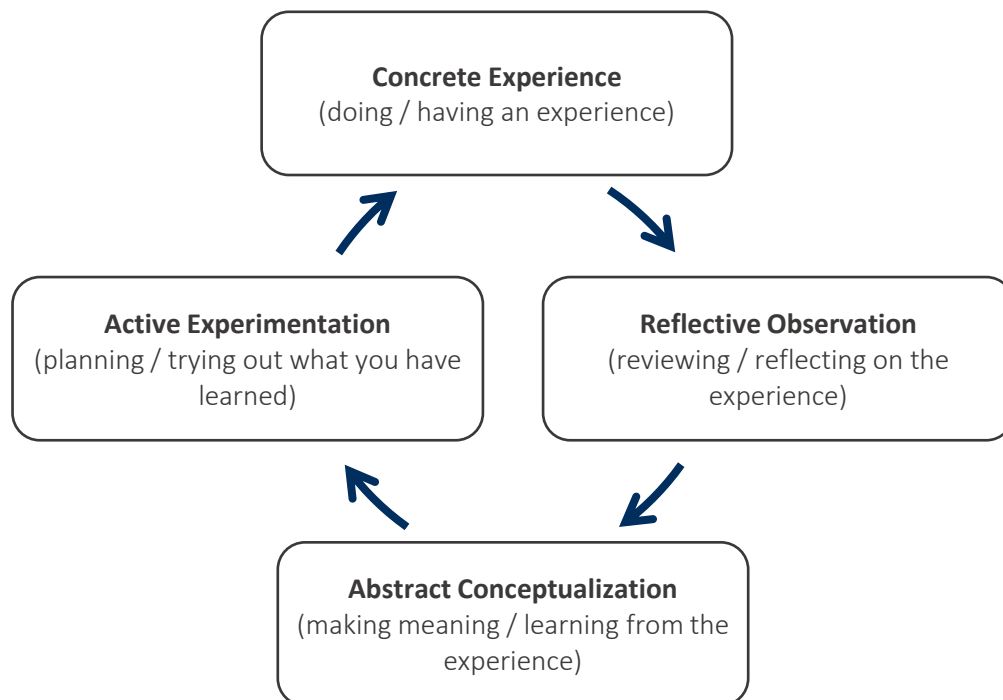 Concrete Experience
(doing / having an experience)
Active Experimentation
(planning / trying out what you have
learned)
Reflective Observation
(reviewing / reflecting on the
experience)
Abstract Conceptualization
(making meaning / learning from the
experience)